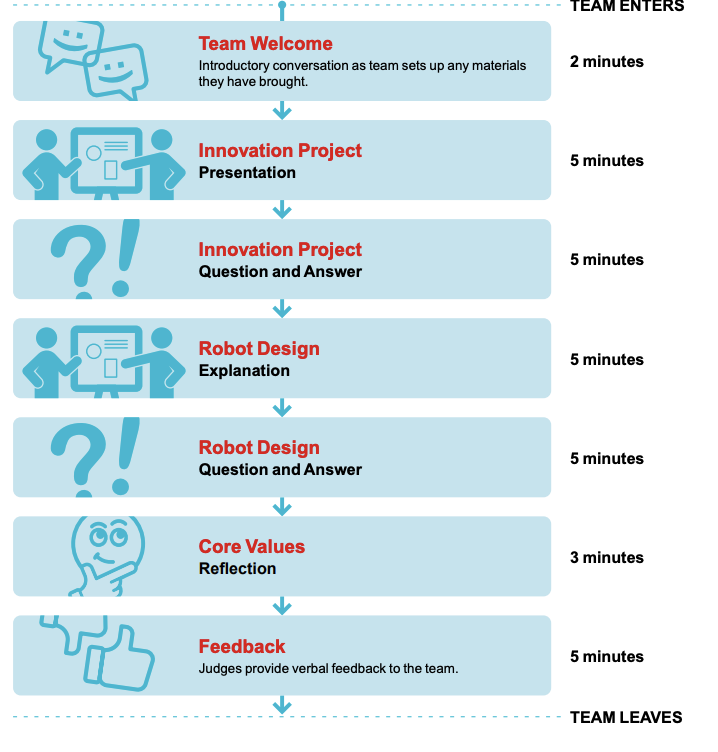 TEAM ENTERS
Team Welcome
Introductory conversation as team sets up any materials
they have brought.
2 minutes
Innovation Project
Presentation
5 minutes
Innovation Project
Question and Answer
5 minutes
Robot Design
Explanation
5 minutes
Robot Design
Question and Answer
5 minutes
Core Values
Reflection
3 minutes
Feedback
Judges provide verbal feedback to the team.
5 minutes
TEAM LEAVES